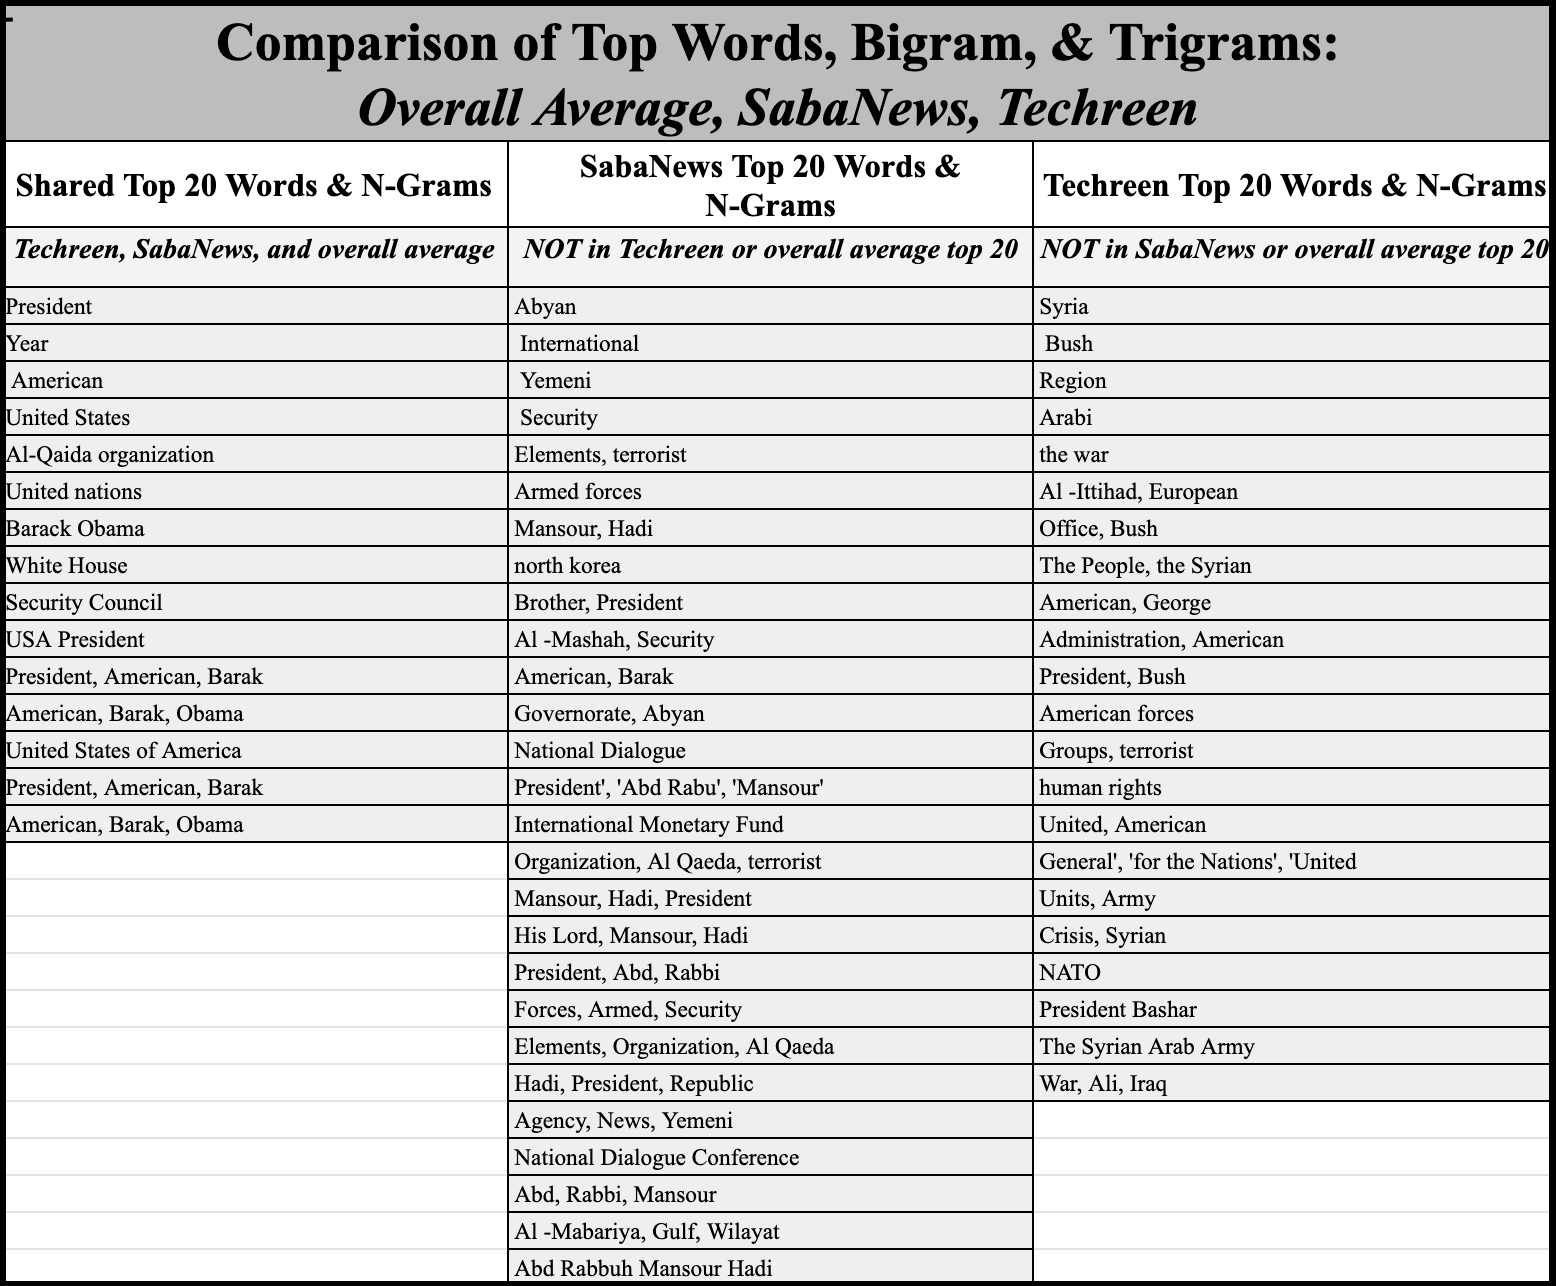 Comparison of Top Words, Bigram, & Trigrams:
Overall Average, SabaNews, Techreen
Shared Top 20 Words & N-Grams
SabaNews Top 20 Words &
N-Grams
Techreen Top 20 Words & N-Grams
Techreen, SabaNews, and overall average
NOT in Techreen or overall average top 20
NOT in SabaNews or overall average top 20
President
Abyan
Syria
Year
International
Bush
American
Yemeni
Region
United States
Security
Arabi
Al-Qaida organization
Elements, terrorist
the war
United nations
Armed forces
Al -Ittihad, European
Barack Obama
Mansour, Hadi
Office, Bush
White House
north korea
The People, the Syrian
Security Council
Brother, President
American, George
USA President
Al -Mashah, Security
Administration, American
President, American, Barak
American, Barak
President, Bush
American, Barak, Obama
Governorate, Abyan
American forces
United States of America
National Dialogue
Groups, terrorist
President, American, Barak
President', 'Abd Rabu', 'Mansour'
human rights
American, Barak, Obama
International Monetary Fund
United, American
Organization, Al Qaeda, terrorist
General', 'for the Nations', 'United
Mansour, Hadi, President
Units, Army
His Lord, Mansour, Hadi
Crisis, Syrian
President, Abd, Rabbi
NATO
Forces, Armed, Security
President Bashar
Elements, Organization, Al Qaeda
The Syrian Arab Army
Hadi, President, Republic
War, Ali, Iraq
Agency, News, Yemeni
National Dialogue Conference
Abd, Rabbi, Mansour
Al -Mabariya, Gulf, Wilayat
Abd Rabbuh Mansour Hadi